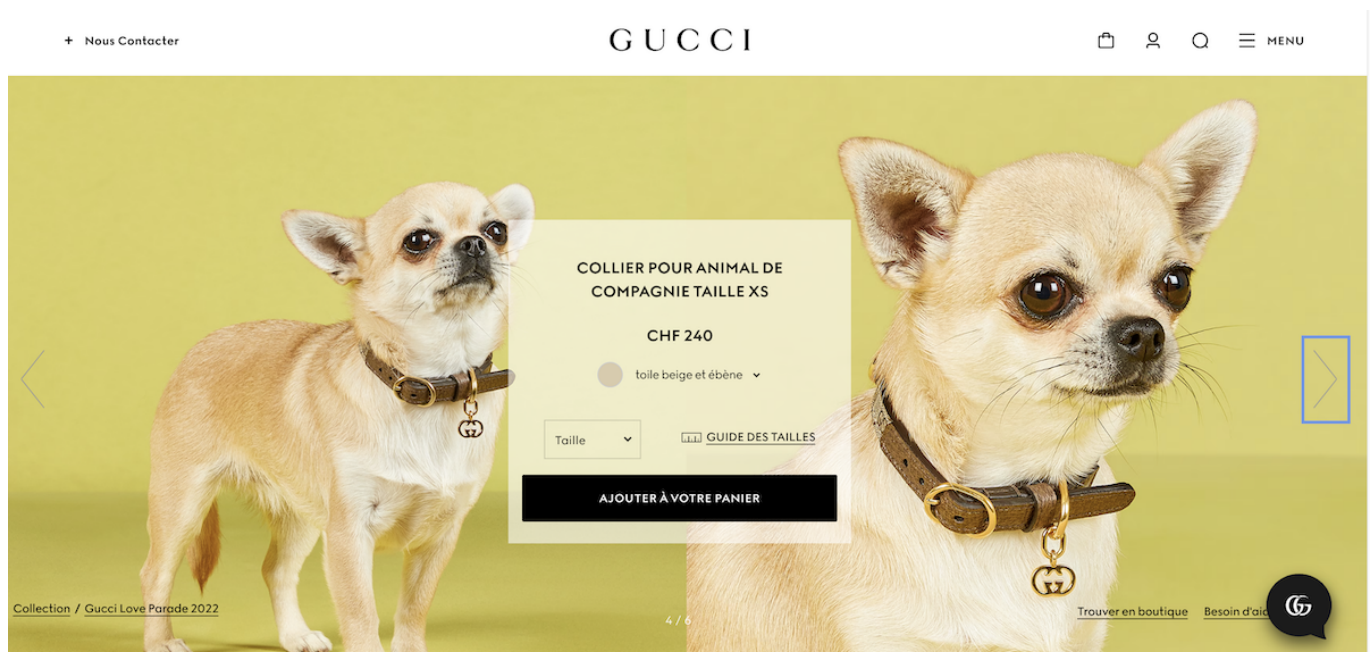 + Nous Contacter
GUCCI
MENU
COLLIER POUR ANIMAL DE
COMPAGNIE TAILLE XS
CHF 240
toile beige et ébène
Taille
GUIDE DES TAILLES
AJOUTER À VOTRE PANIER
Collection / Gucci Love Parade 2022
4 / 6
Trouver en boutique
Besoin